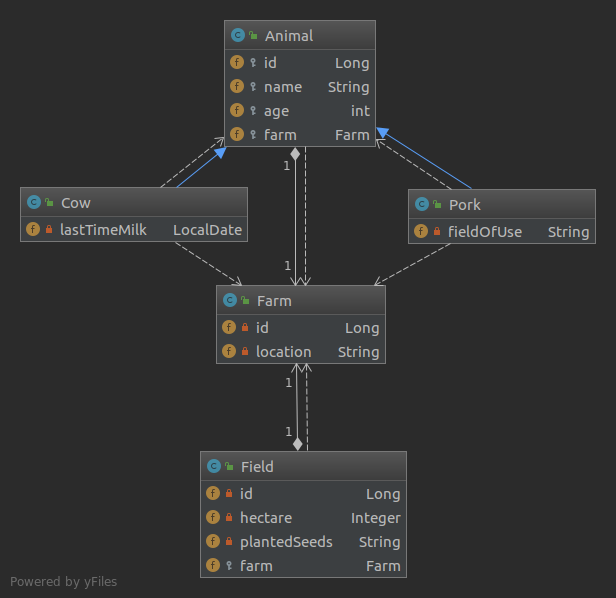 Animal
id Long
name String
age int
farm Farm
1
Cow
lastTimeMilk LocalDate
Pork
fieldOfUse String
1
Farm
id Long
location String
1
1
Field
id Long
hectare Integer
plantedSeeds String
farm Farm
Powered by yFiles